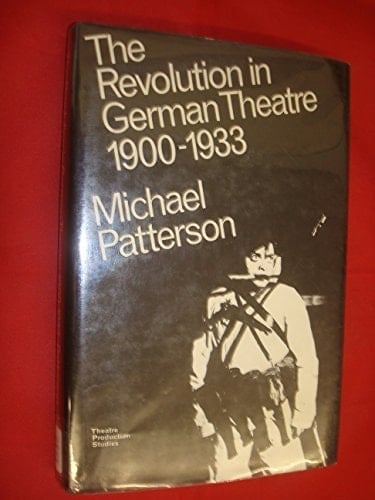 The
Revolution in
German Theatre
1900-1933
Michael
Patterson
Theatre
Production
Studies